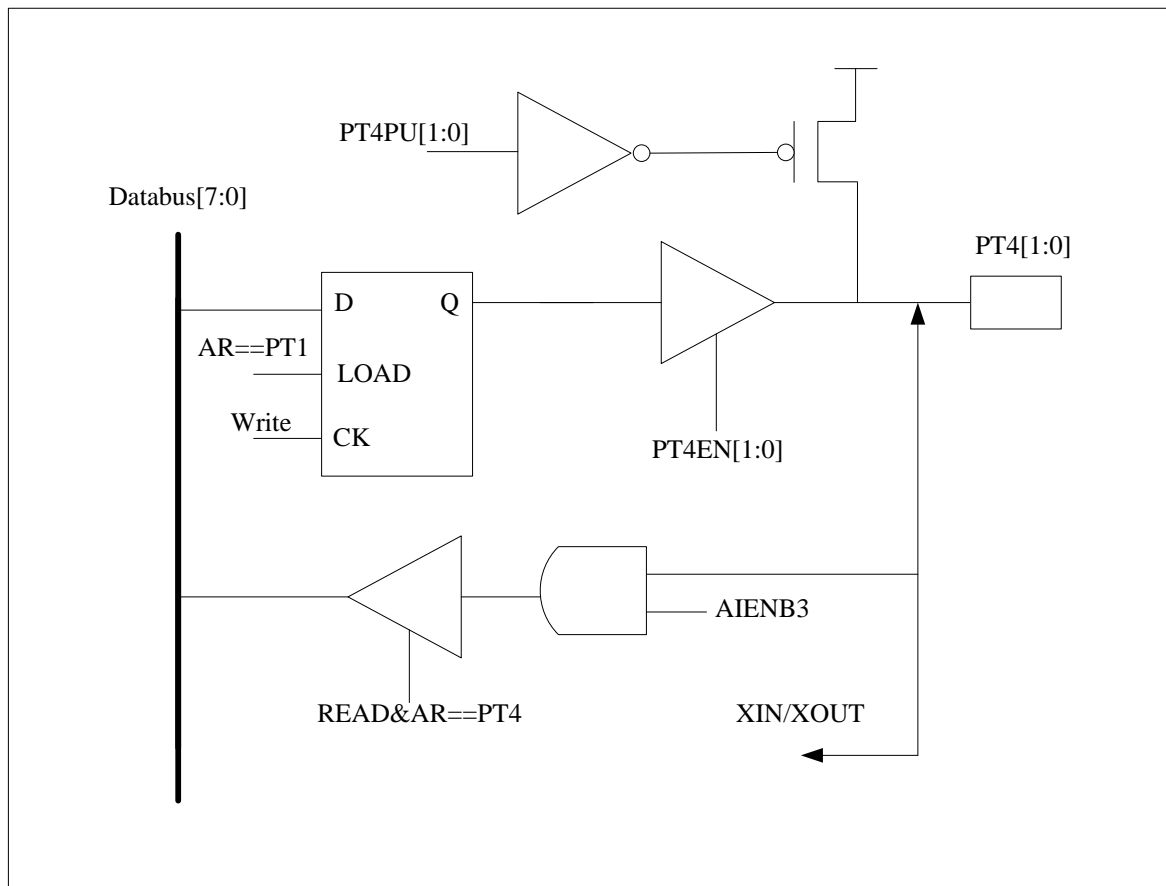 PT4PU[1:0]
Databus[7:0]
PT4[1:0]
D
Q
AR==PT1
LOAD
Write
CK
PT4EN[1:0]
AIENB3
READ&AR==PT4
XIN/XOUT